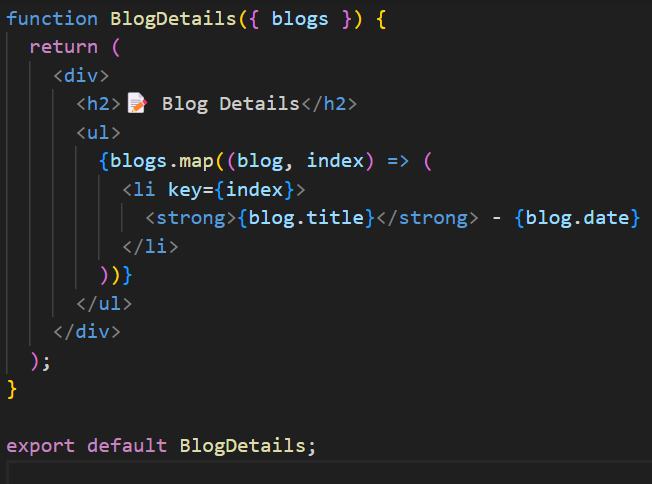 function BlogDetails({ blogs }) {
  return (
    <div>
      <h2>📝 Blog Details</h2>
      <ul>
        {blogs.map((blog, index) => (
          <li key={index}>
            <strong>{blog.title}</strong> - {blog.date}
          </li>
        ))}
      </ul>
    </div>
  );
}

export default BlogDetails;